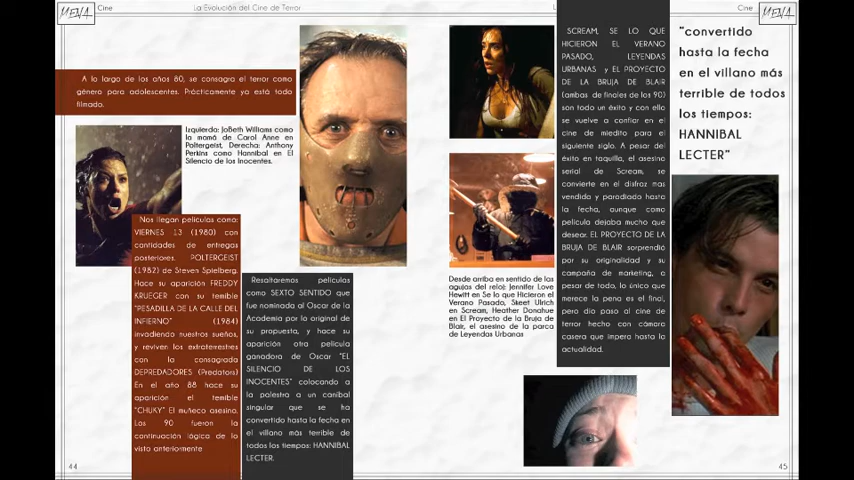 MENA
Cine
La Evolución del Cine de Terror
Cine
MENA
A lo largo de los años 80, se consagra el terror como
género para adolescentes. Prácticamente ya está todo
filmado.
Izquierda: JoBeth Williams como
la mamá de Carol Anne en
Poltergeist, Derecha: Anthony
Perkins como Hannibal en El
Silencio de los Inocentes.
Nos llegan películas como:
VIERNES 13 (1980) con
cantidades de entregas
posteriores. POLTERGEIST
(1982) de Steven Spielberg.
Hace su aparición FREDDY
KRUEGER con su temible
"PESADILLA DE LA CALLE DEL
INFIERNO" (1984)
invadiendo nuestros sueños,
y reviven los extraterrestres
con la consagrada
DEPREDADORES (Predators)
En el año 88 hace su
aparición el temible
"CHUKY" El muñeco asesino.
Los 90 fueron la
continuación lógica de lo
visto anteriormente
Resaltaremos películas
como SEXTO SENTIDO que
fue nominada al Oscar de la
Academia por lo original de
su propuesta, y hace su
aparición otra película
ganadora de Oscar "EL
SILENCIO DE LOS
INOCENTES" colocando a
la palestra a un caníbal
singular que se ha
convertido hasta la fecha en
el villano más terrible de
todos los tiempos: HANNIBAL
LECTER.
44
Desde arriba en sentido de las
agujas del reloj: Jennifer Love
Hewitt en Se lo que Hicieron el
Verano Pasado, Skeet Ulrich
en Scream, Heather Donahue
en El Proyecto de la Bruja de
Blair, el asesino de la parca
de Leyendas Urbanas
SCREAM, SE LO QUE
HICIERON EL VERANO
PASADO, LEYENDAS
URBANAS y EL PROYECTO
DE LA BRUJA DE BLAIR
(ambas de finales de los 90)
son todo un éxito y con ello
se vuelve a confiar en el
cine de miedito para el
siguiente siglo. A pesar del
éxito en taquilla, el asesino
serial de Scream, se
convierte en el disfraz mas
vendido y parodiado hasta
la fecha, aunque como
película dejaba mucho que
desear. EL PROYECTO DE LA
BRUJA DE BLAIR sorprendió
por su originalidad y su
campaña de marketing, a
pesar de todo, lo único que
merece la pena es el final,
pero dio paso al cine de
terror hecho con cámara
casera que impera hasta la
actualidad.
"convertido
hasta la fecha
en el villano más
terrible de todos
los tiempos:
HANNIBAL
LECTER"
45